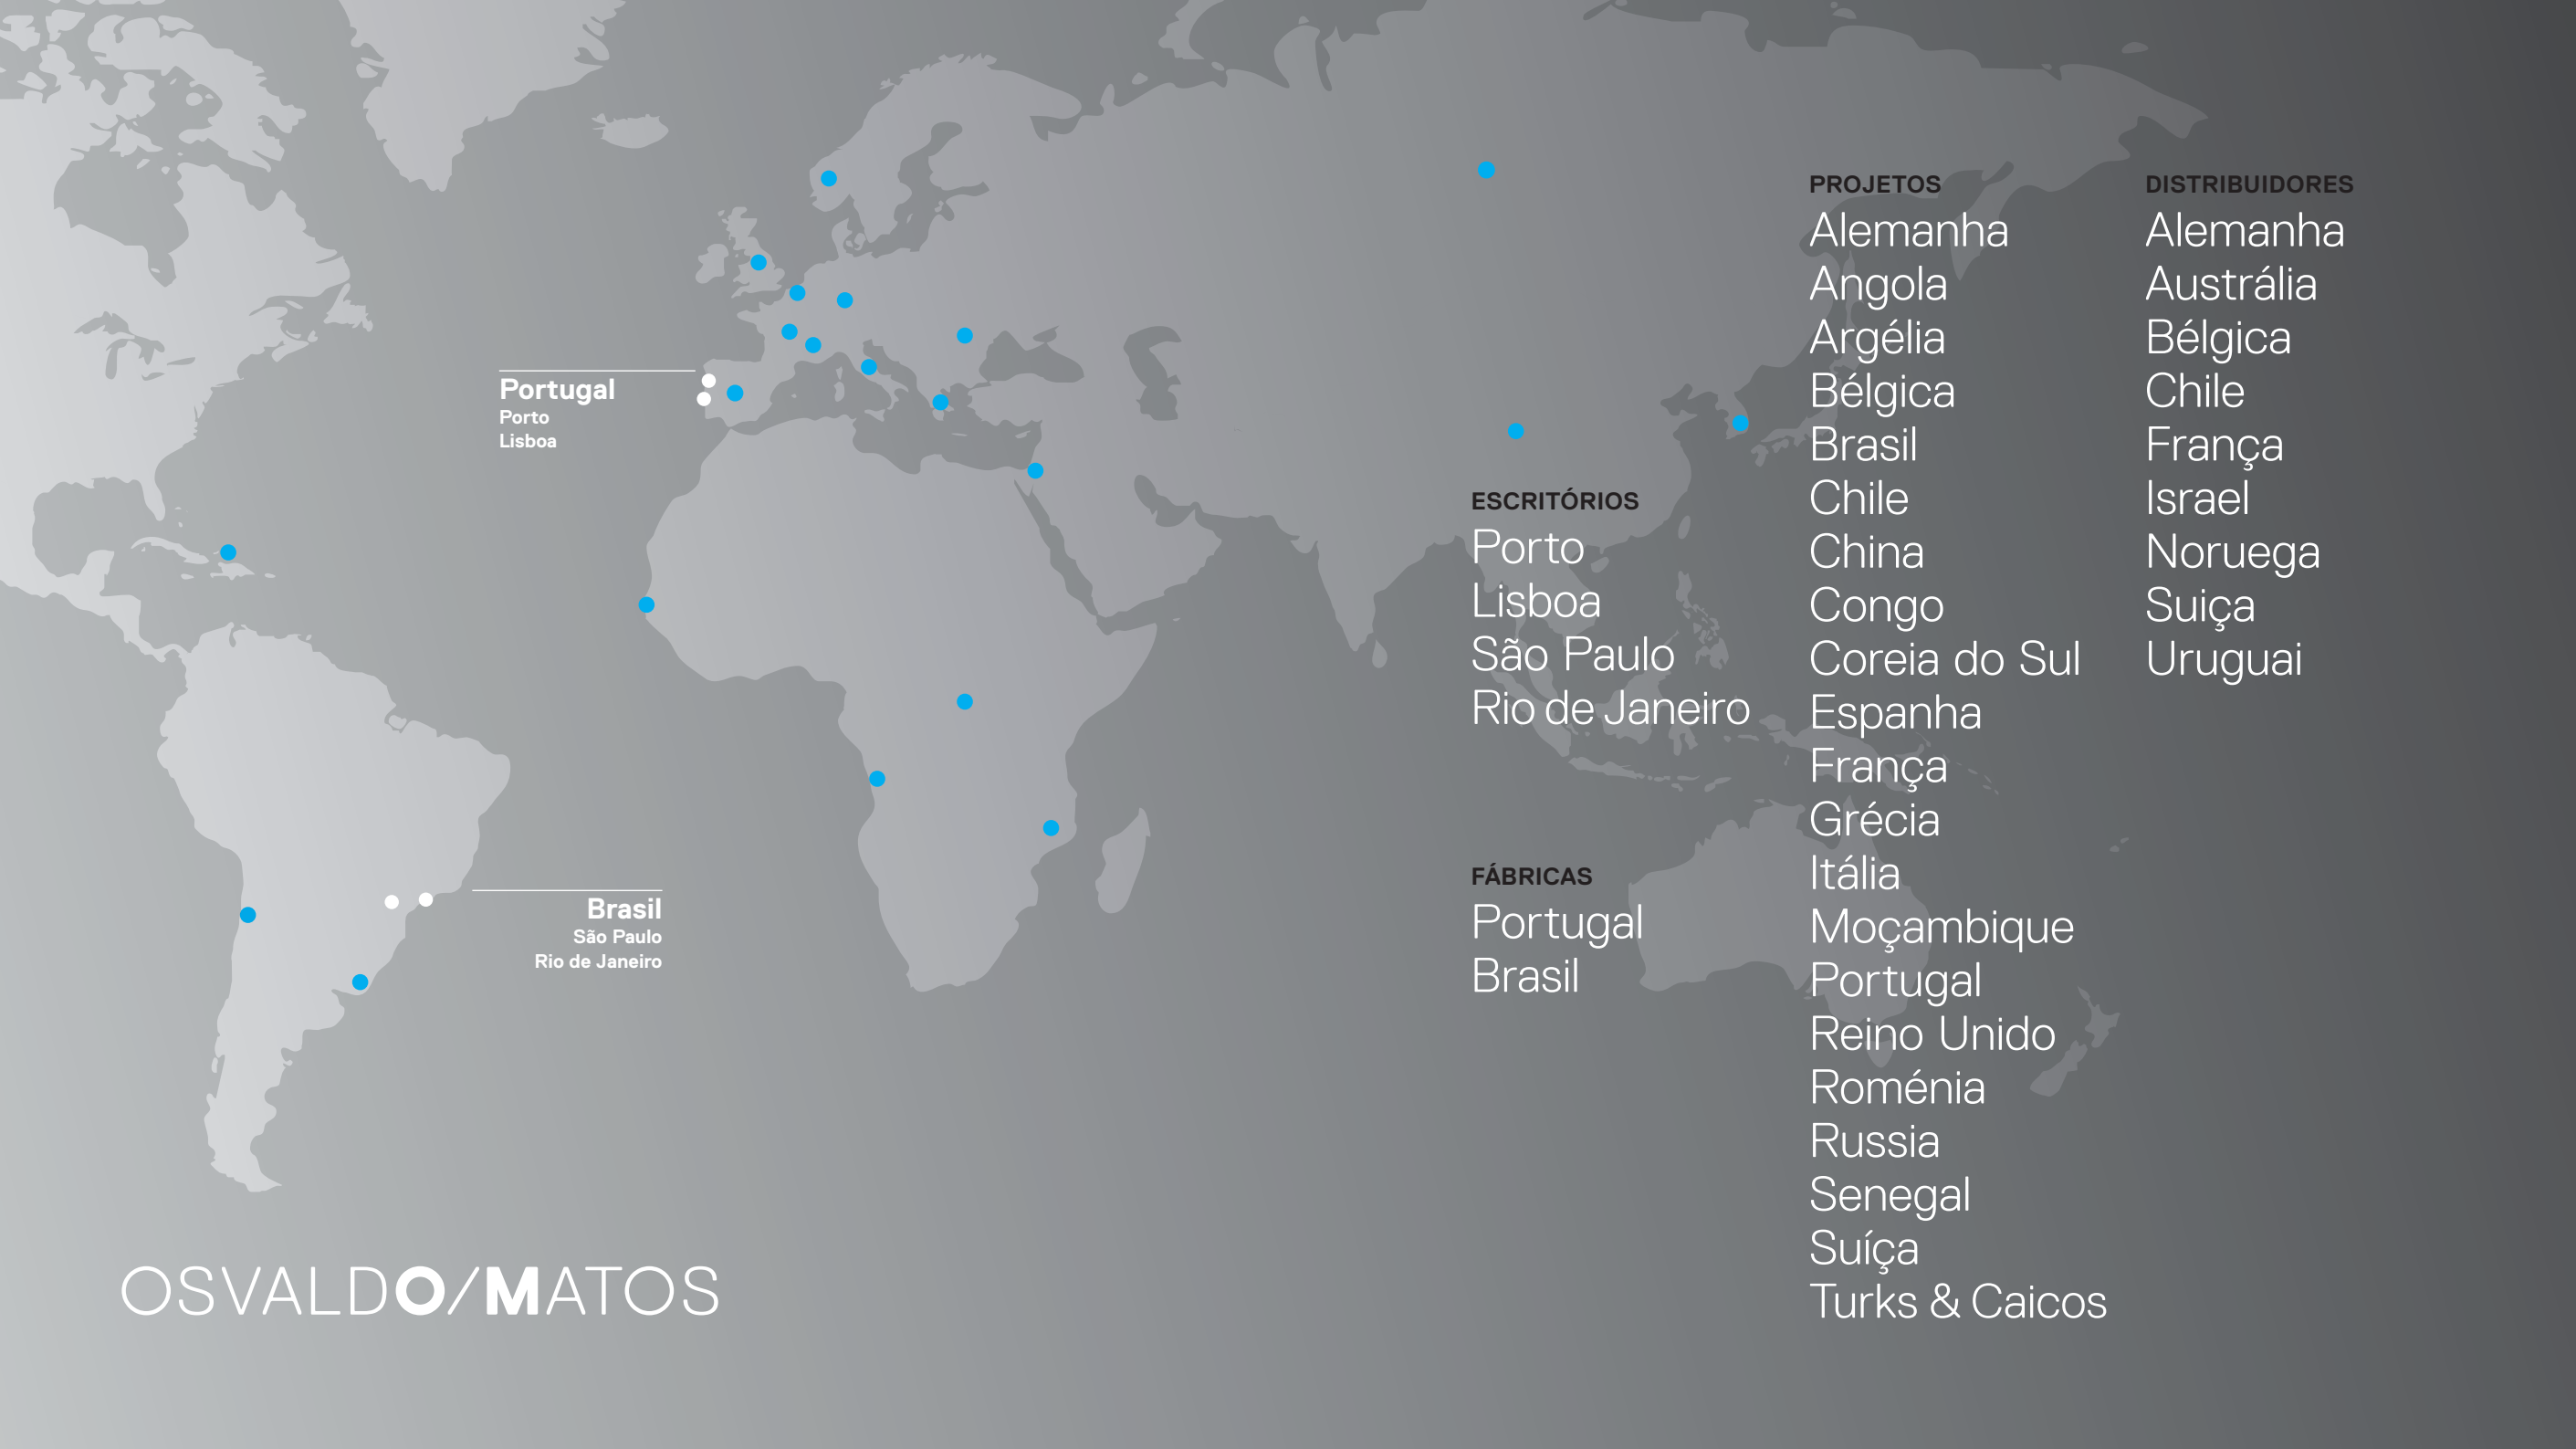 Portugal
Porto
Lisboa
Brasil
São Paulo
Rio de Janeiro
OSVALDO/MATOS
ESCRITÓRIOS
Porto
Lisboa
São Paulo
Rio de Janeiro
FÁBRICAS
Portugal
Brasil
PROJETOS
Alemanha
Angola
Argélia
Bélgica
Brasil
Chile
China
Congo
Coreia do Sul
Espanha
França
Grécia
Itália
Moçambique
Portugal
Reino Unido
Roménia
Russia
Senegal
Suíça
Turks & Caicos
DISTRIBUIDORES
Alemanha
Austrália
Bélgica
Chile
França
Israel
Noruega
Suiça
Uruguai